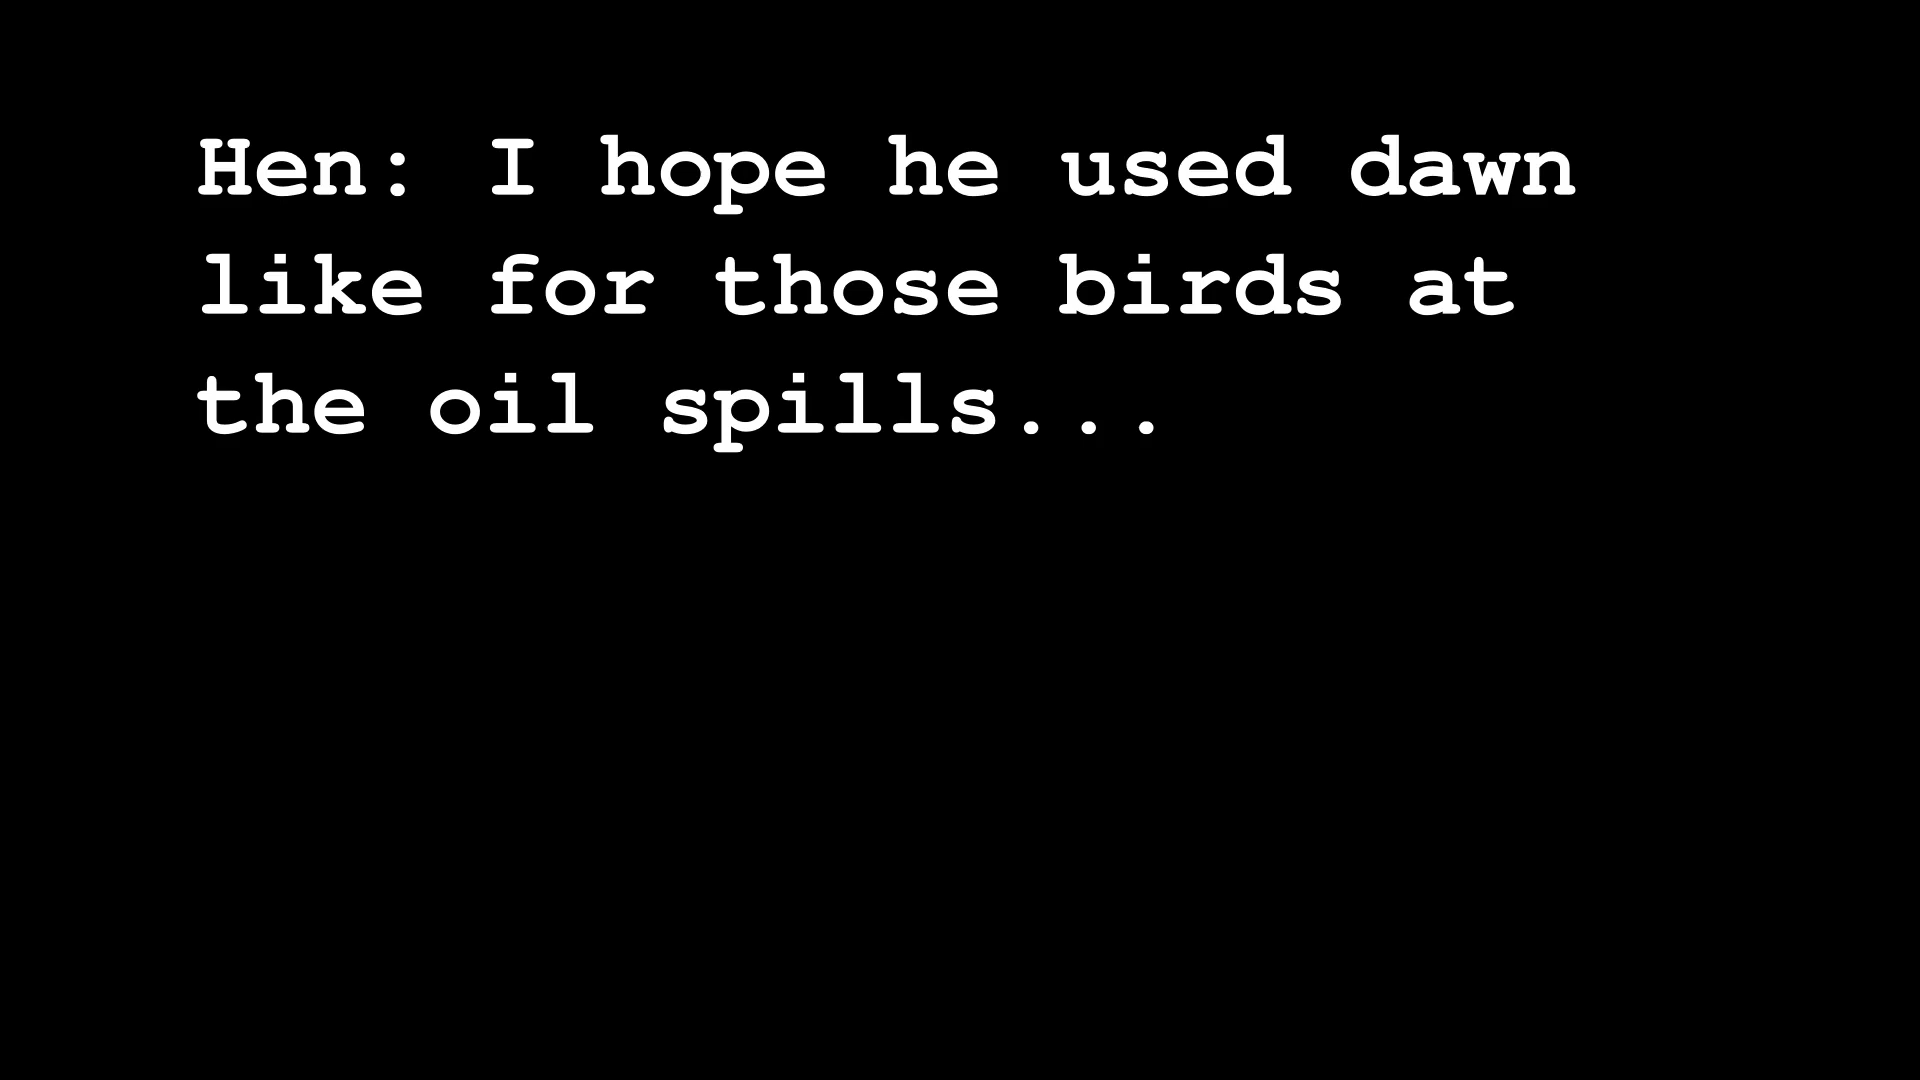 Hen: I hope he used dawn
like for those birds at
the oil spills...